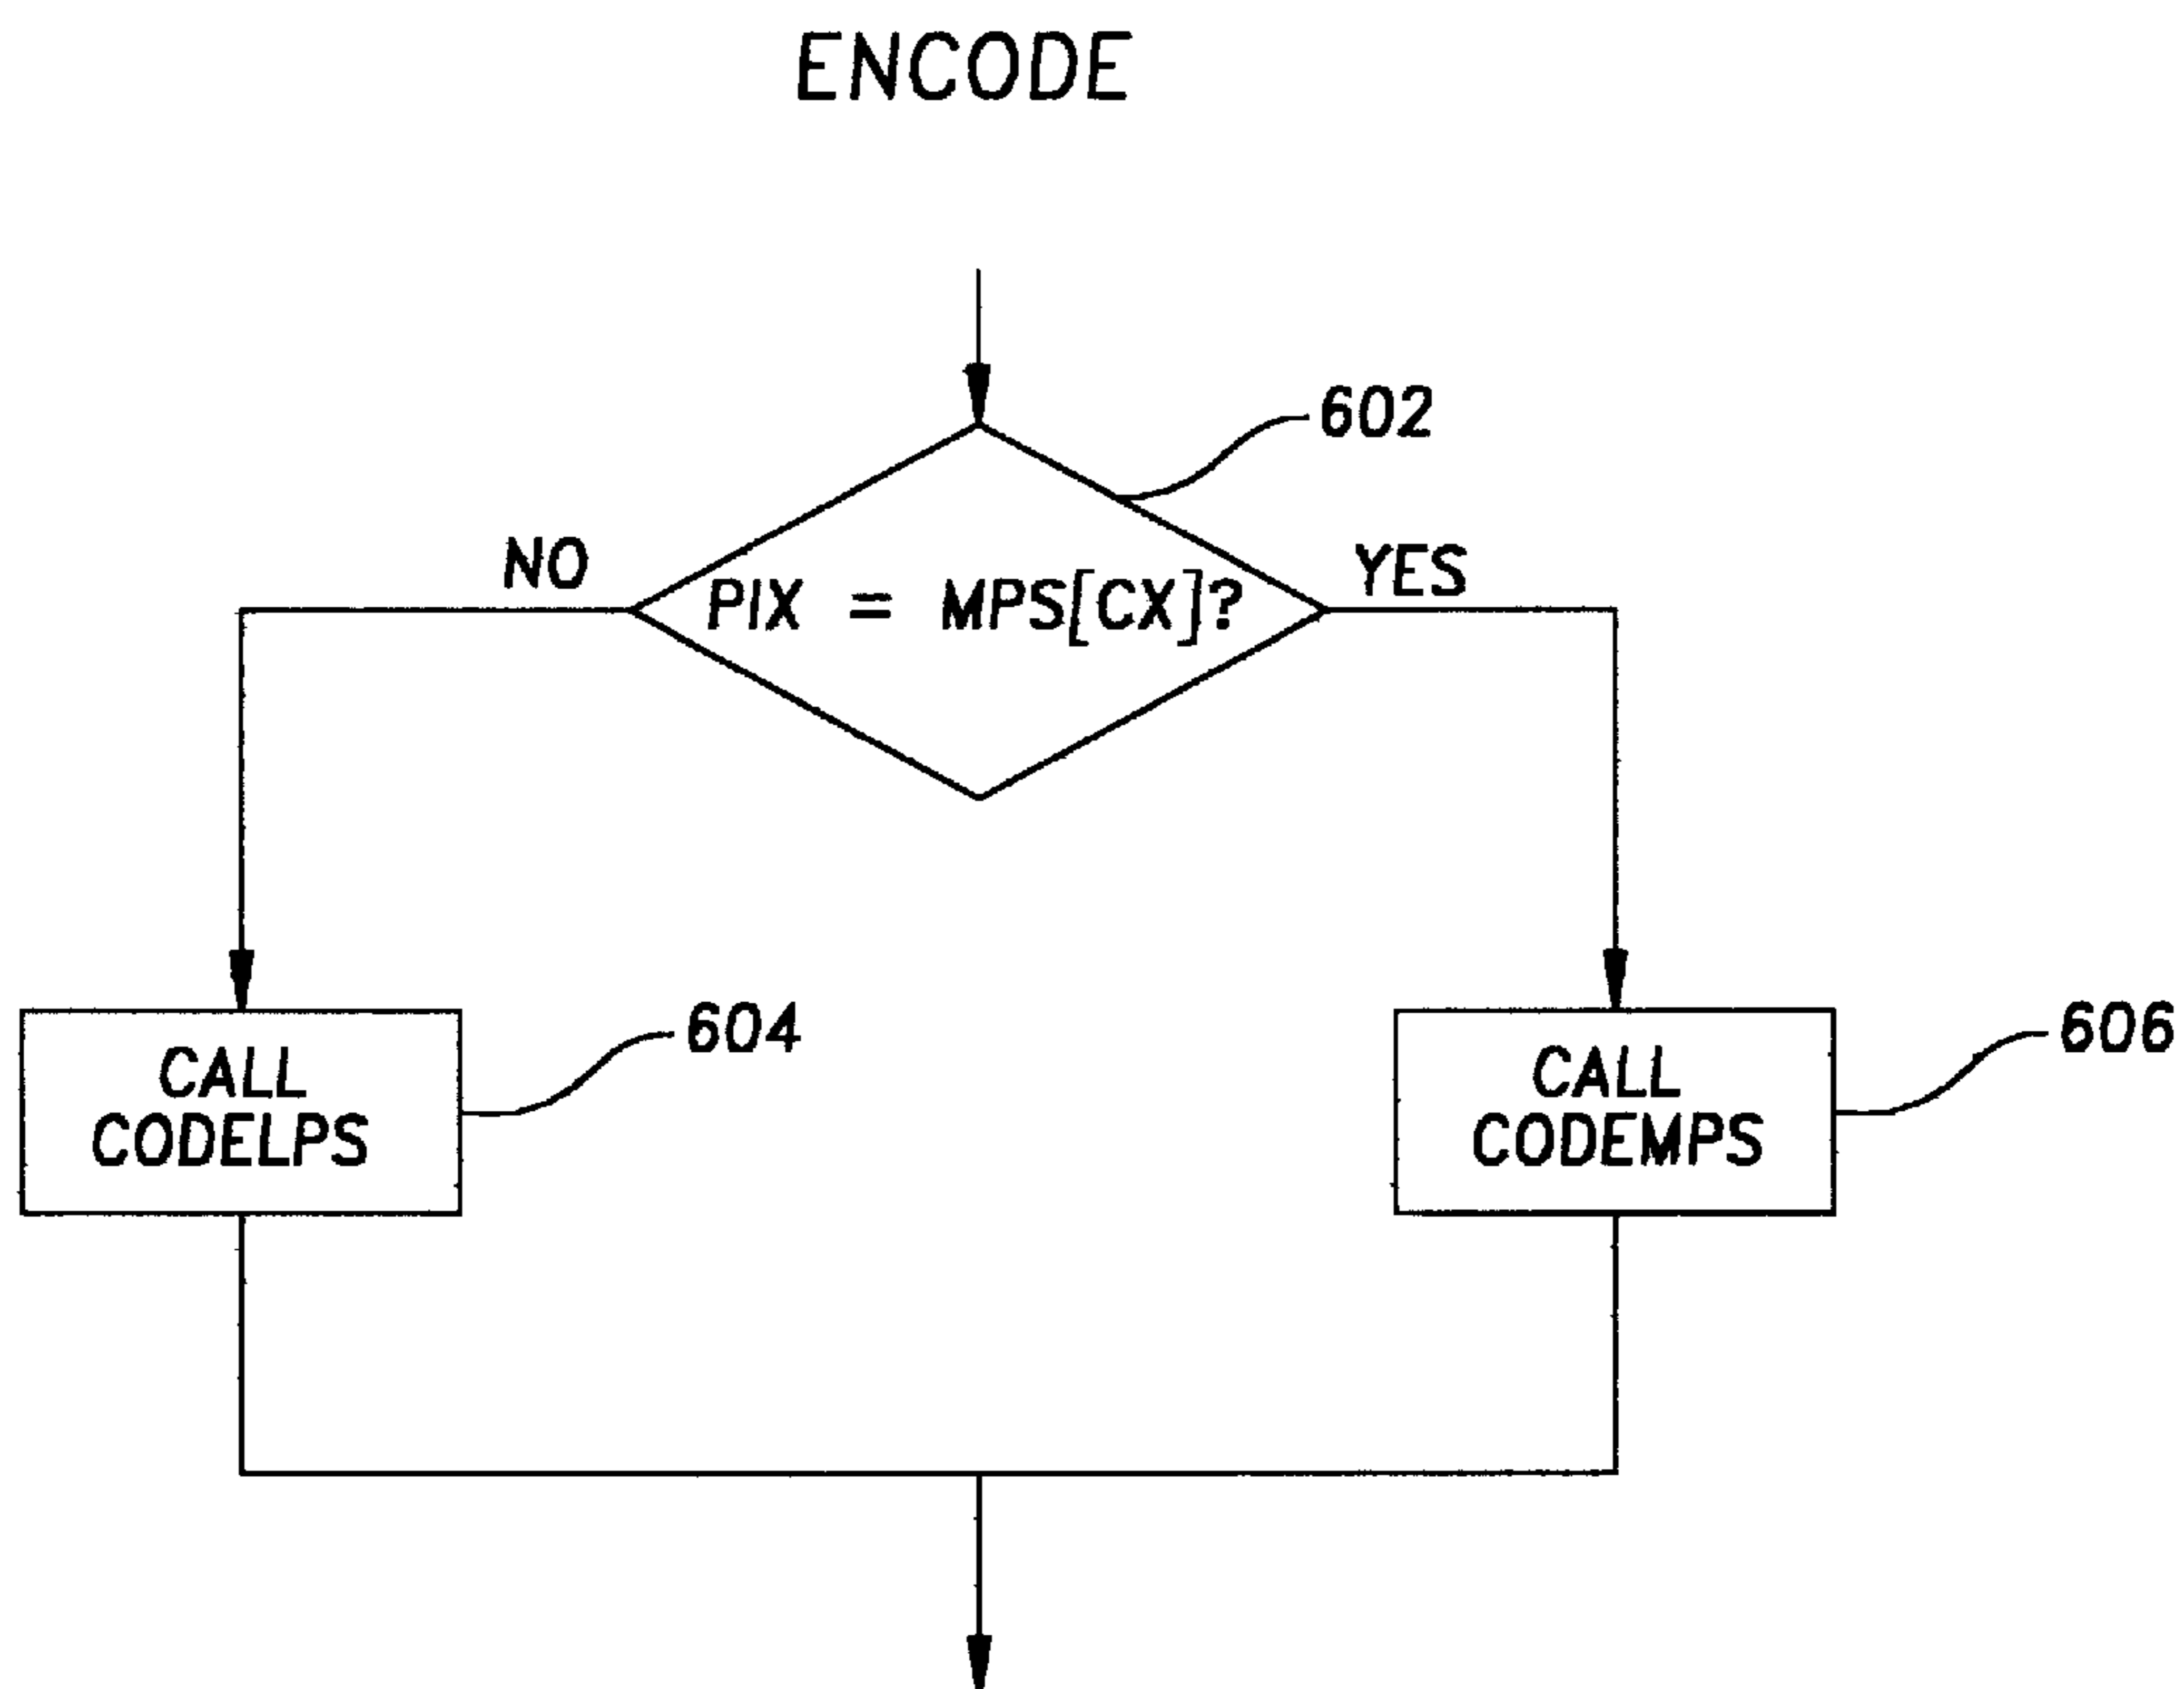 ENCODE
602
NO
YES
PIX = MPS[CX]?
604
606
CALL
CODELPS
CALL
CODEMPS